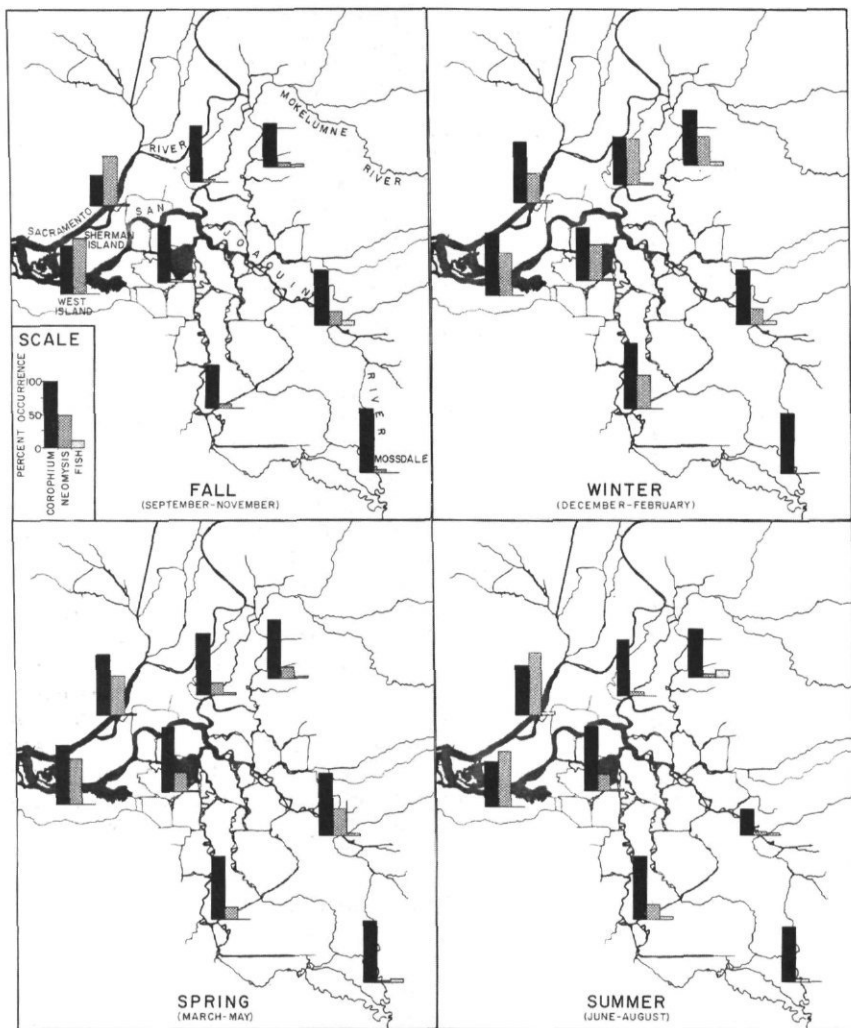 MOKELUMNE
RIVER
RIVER
SACRAMENTO
SAN
JOAQUIN
RIVER
SHERMAN
ISLAND
WEST
ISLAND
MOSSDALE
SCALE
PERCENT OCCURRENCE
100
50
0
COROPHIUM
NEOMYSIS
FISH
FALL
(SEPTEMBER-NOVEMBER)
WINTER
(DECEMBER-FEBRUARY)
SPRING
(MARCH-MAY)
SUMMER
(JUNE-AUGUST)